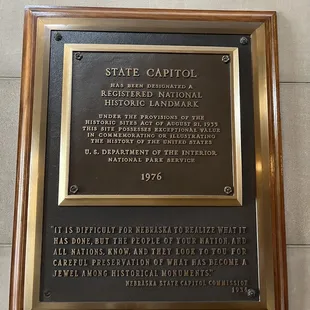 STATE CAPITOL
HAS BEEN DESIGNATED A
REGISTERED NATIONAL
HISTORIC LANDMARK
UNDER THE PROVISIONS OF THE
HISTORIC SITES ACT OF AUGUST 21, 1935
THIS SITE POSSESSES EXCEPTIONAL VALUE
IN COMMEMORATING OR ILLUSTRATING
THE HISTORY OF THE UNITED STATES
U. S. DEPARTMENT OF THE INTERIOR
NATIONAL PARK SERVICE
1976
"IT IS DIFFICULT FOR NEBRASKA TO REALIZE WHAT IT
HAS DONE, BUT THE PEOPLE OF YOUR NATION, AND
ALL NATIONS, KNOW, AND THEY LOOK TO YOU FOR
CAREFUL PRESERVATION OF WHAT HAS BECOME A
JEWEL AMONG HISTORICAL MONUMENTS."
NEBRASKA STATE CAPITOL COMMISSION